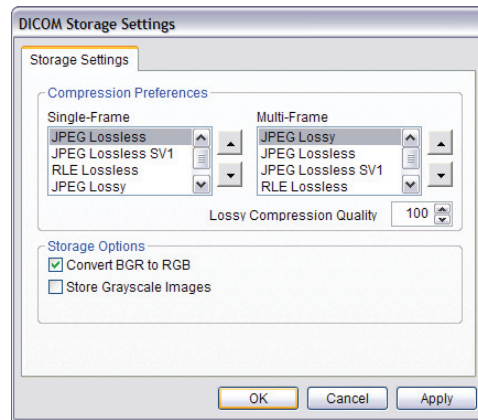 DICOM Storage Settings
Storage Settings
Compression Preferences
Single-Frame
JPEG Lossless
JPEG Lossless SV1
RLE Lossless
JPEG Lossy
Multi-Frame
JPEG Lossy
JPEG Lossless
JPEG Lossless SV1
RLE Lossless
Lossy Compression Quality 100
Storage Options
Convert BGR to RGB
Store Grayscale Images
OK Cancel Apply